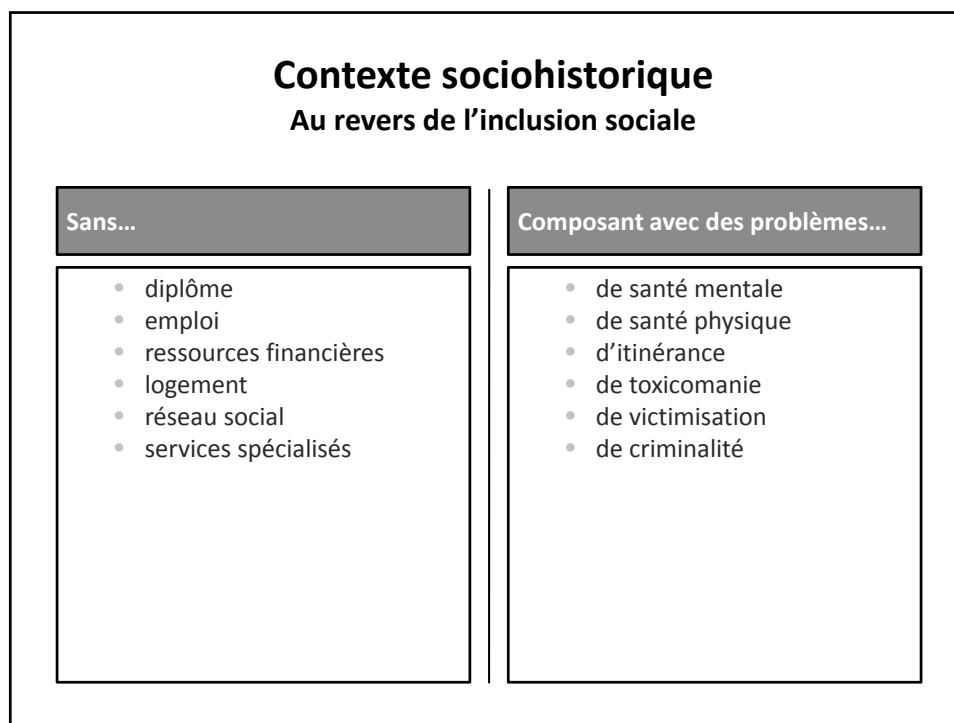 Contexte sociohistorique
Au revers de l’inclusion sociale
Sans…
• diplôme
• emploi
• ressources financières
• logement
• réseau social
• services spécialisés
Composant avec des problèmes…
• de santé mentale
• de santé physique
• d’itinérance
• de toxicomanie
• de victimisation
• de criminalité